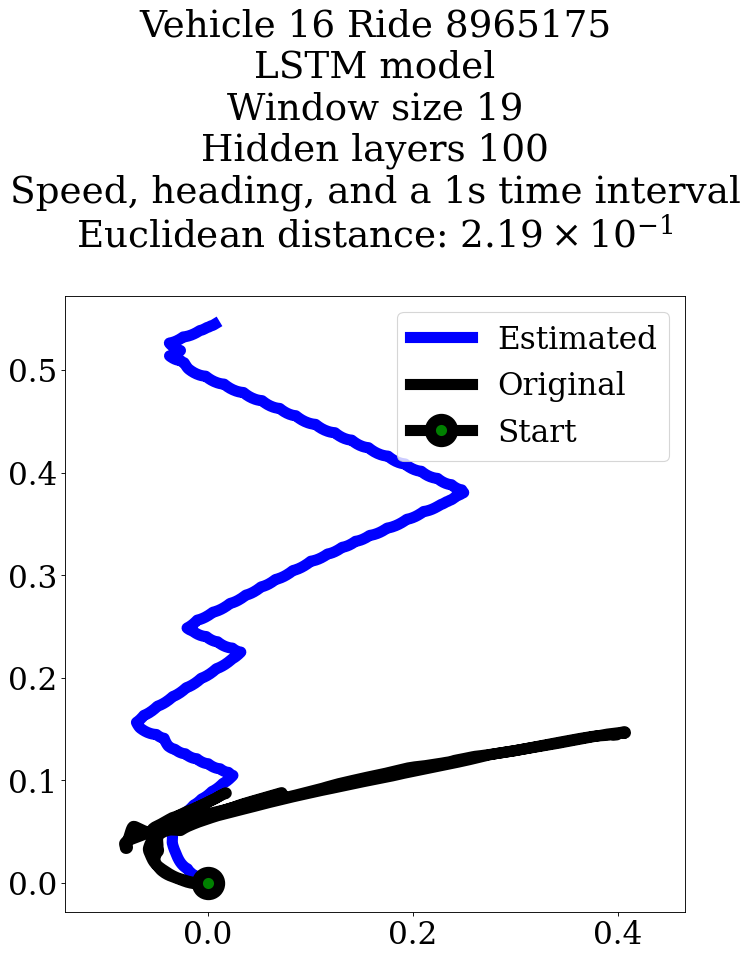 Vehicle 16 Ride 8965175
LSTM model
Window size 19
Hidden layers 100
Speed, heading, and a 1s time interval
Euclidean distance: 2.19 × 10⁻¹
Estimated
Original
Start
0.5
0.4
0.3
0.2
0.1
0.0
0.0 0.2 0.4